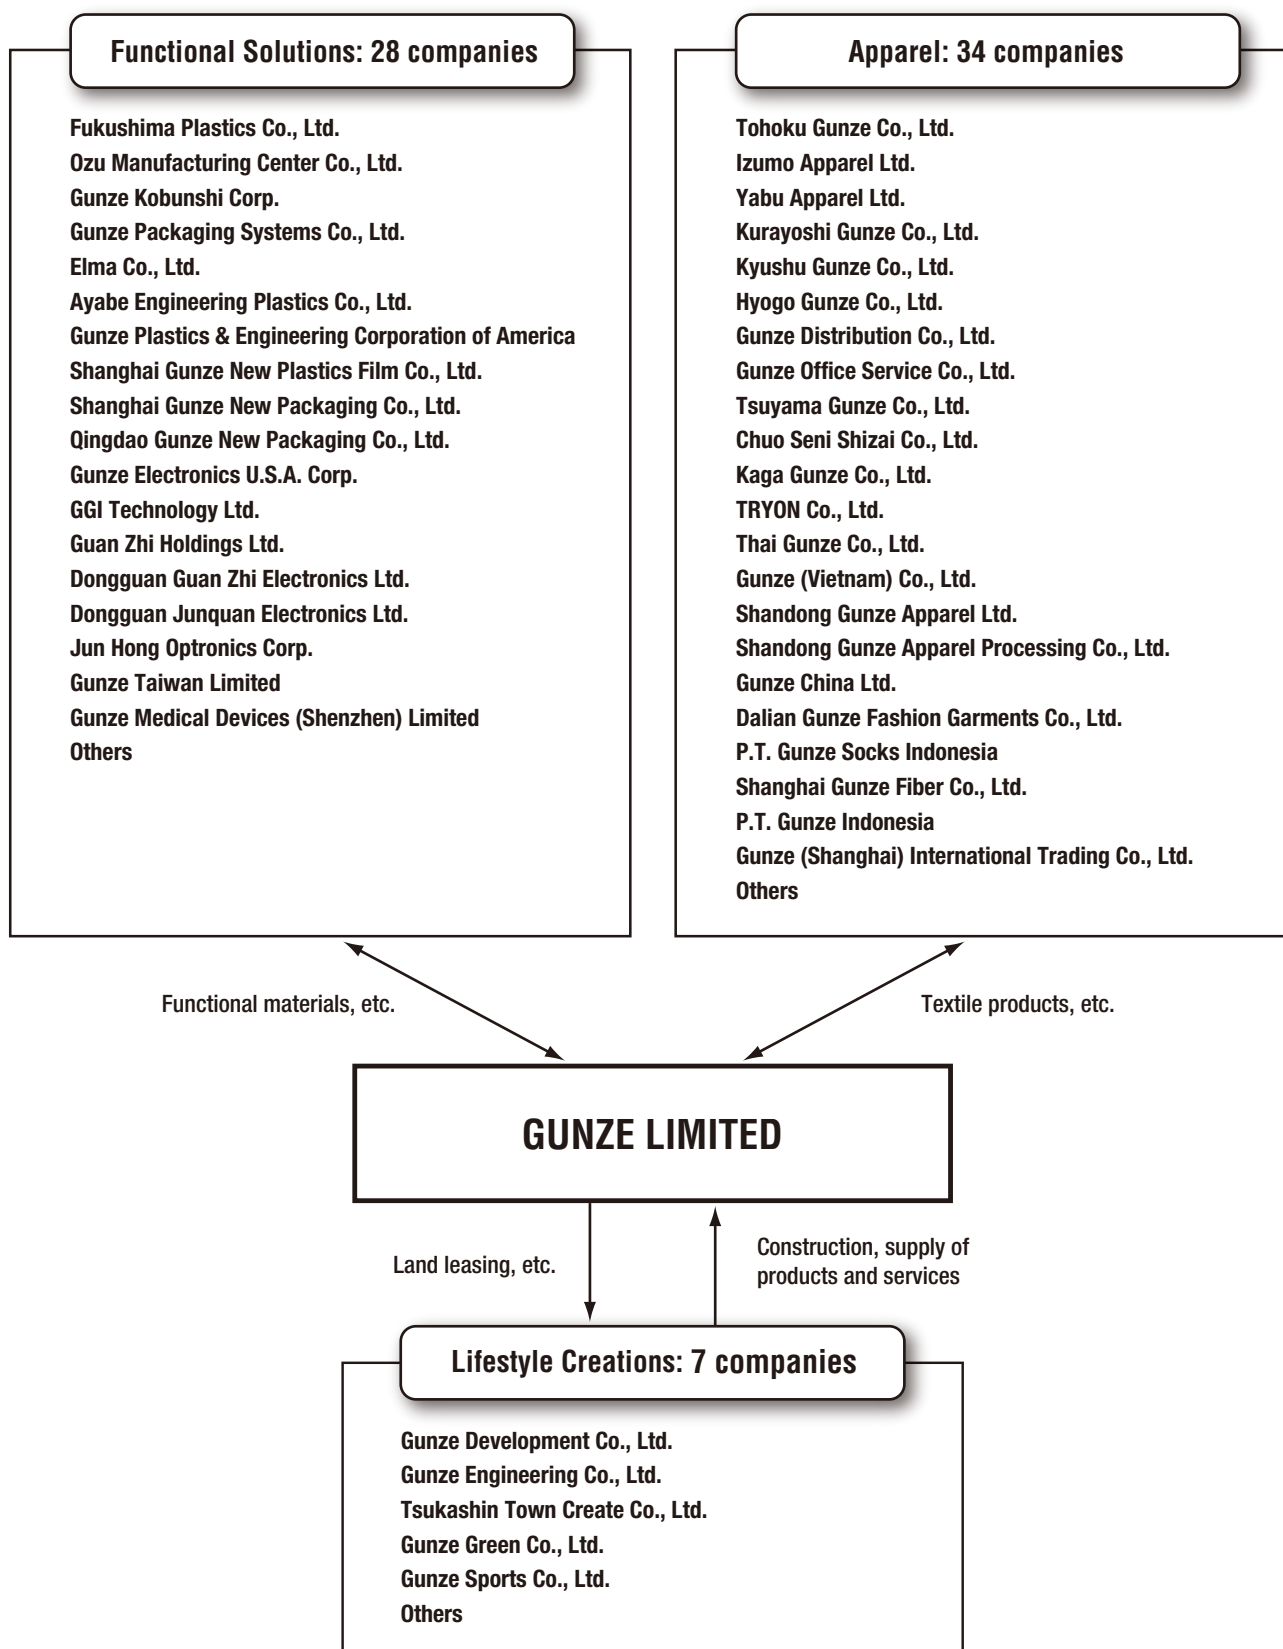 Functional Solutions: 28 companies
Fukushima Plastics Co., Ltd.
Ozu Manufacturing Center Co., Ltd.
Gunze Kobunshi Corp.
Gunze Packaging Systems Co., Ltd.
Elma Co., Ltd.
Ayabe Engineering Plastics Co., Ltd.
Gunze Plastics & Engineering Corporation of America
Shanghai Gunze New Plastics Film Co., Ltd.
Shanghai Gunze New Packaging Co., Ltd.
Qingdao Gunze New Packaging Co., Ltd.
Gunze Electronics U.S.A. Corp.
GGI Technology Ltd.
Guan Zhi Holdings Ltd.
Dongguan Guan Zhi Electronics Ltd.
Dongguan Junquan Electronics Ltd.
Jun Hong Optronics Corp.
Gunze Taiwan Limited
Gunze Medical Devices (Shenzhen) Limited
Others
Apparel: 34 companies
Tohoku Gunze Co., Ltd.
Izumo Apparel Ltd.
Yabu Apparel Ltd.
Kurayoshi Gunze Co., Ltd.
Kyushu Gunze Co., Ltd.
Hyogo Gunze Co., Ltd.
Gunze Distribution Co., Ltd.
Gunze Office Service Co., Ltd.
Tsuyama Gunze Co., Ltd.
Chuo Seni Shizai Co., Ltd.
Kaga Gunze Co., Ltd.
TRYON Co., Ltd.
Thai Gunze Co., Ltd.
Gunze (Vietnam) Co., Ltd.
Shandong Gunze Apparel Ltd.
Shandong Gunze Apparel Processing Co., Ltd.
Gunze China Ltd.
Dalian Gunze Fashion Garments Co., Ltd.
P.T. Gunze Socks Indonesia
Shanghai Gunze Fiber Co., Ltd.
P.T. Gunze Indonesia
Gunze (Shanghai) International Trading Co., Ltd.
Others
Functional materials, etc.
Textile products, etc.
GUNZE LIMITED
Land leasing, etc.
Construction, supply of
products and services
Lifestyle Creations: 7 companies
Gunze Development Co., Ltd.
Gunze Engineering Co., Ltd.
Tsukashin Town Create Co., Ltd.
Gunze Green Co., Ltd.
Gunze Sports Co., Ltd.
Others